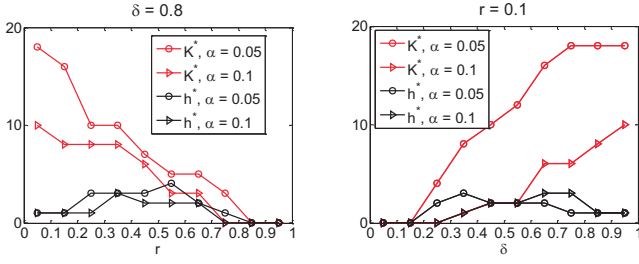 δ = 0.8
20
10
0
K*, α = 0.05
K*, α = 0.1
h*, α = 0.05
h*, α = 0.1
0 0.1 0.2 0.3 0.4 0.5 0.6 0.7 0.8 0.9 1
r
r = 0.1
20
10
0
K*, α = 0.05
K*, α = 0.1
h*, α = 0.05
h*, α = 0.1
0 0.1 0.2 0.3 0.4 0.5 0.6 0.7 0.8 0.9 1
δ